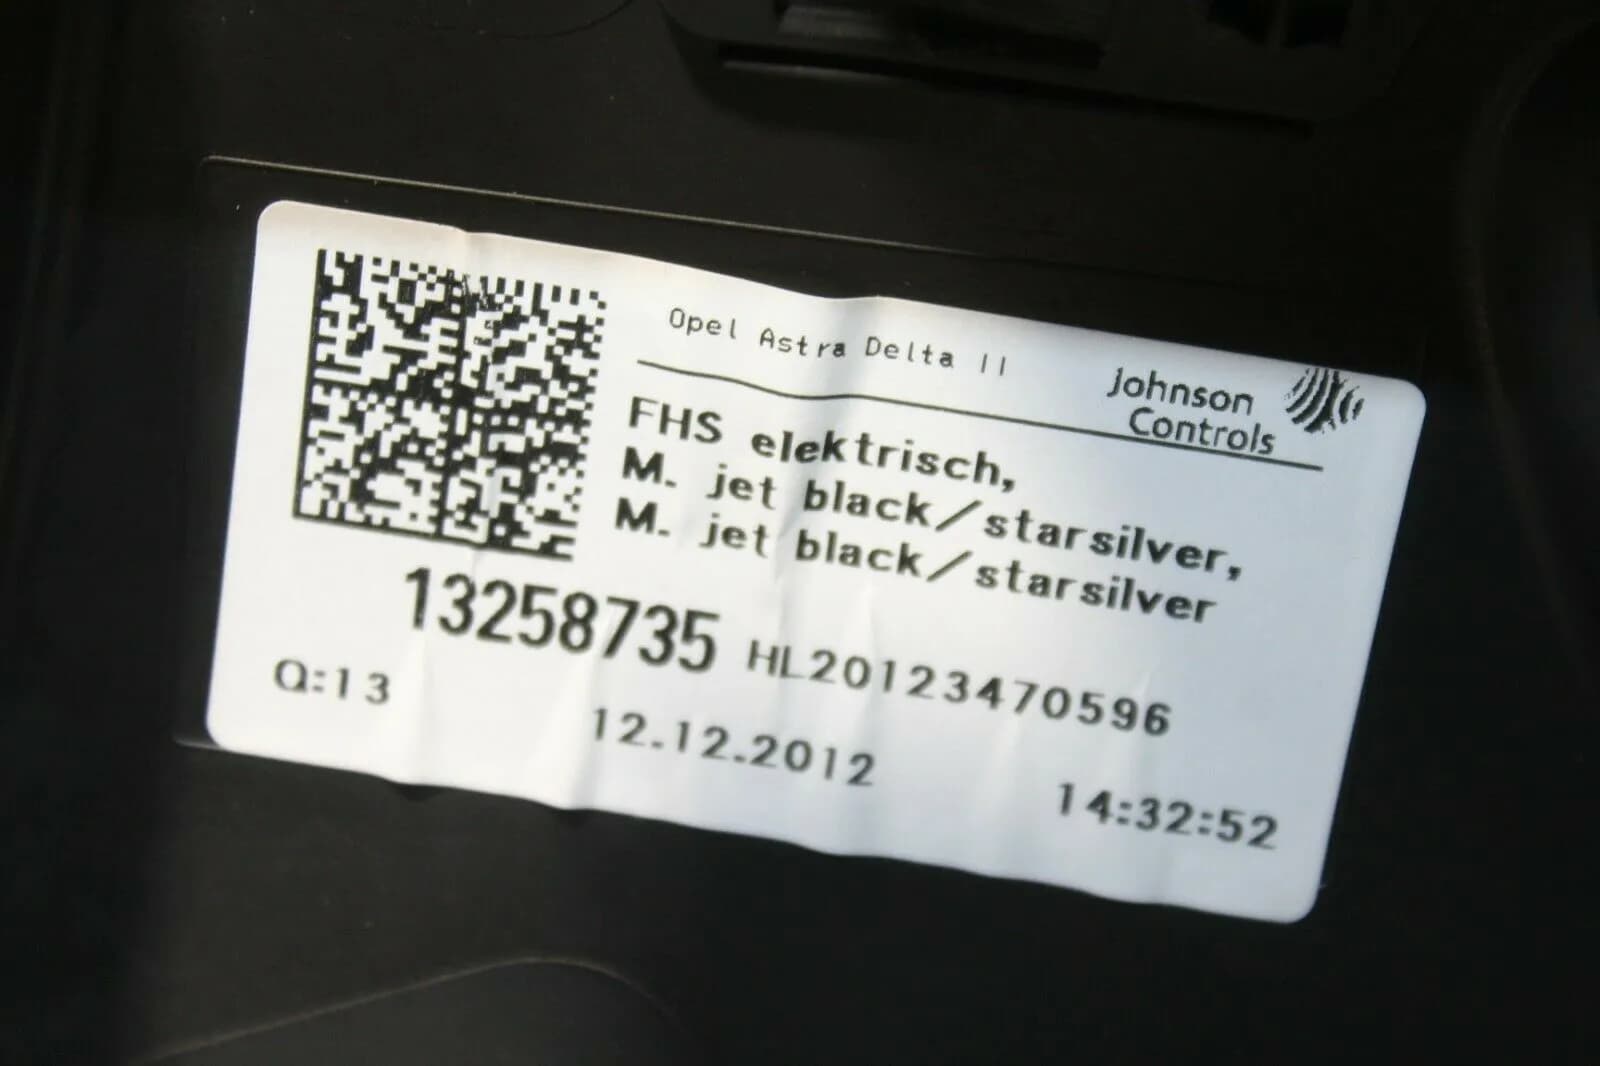 Opel Astra Delta II
Johnson
Controls
FHS elektrisch,
M. jet black/starsilver,
M. jet black/starsilver
13258735 HL20123470596
Q:13
12.12.2012
14:32:52